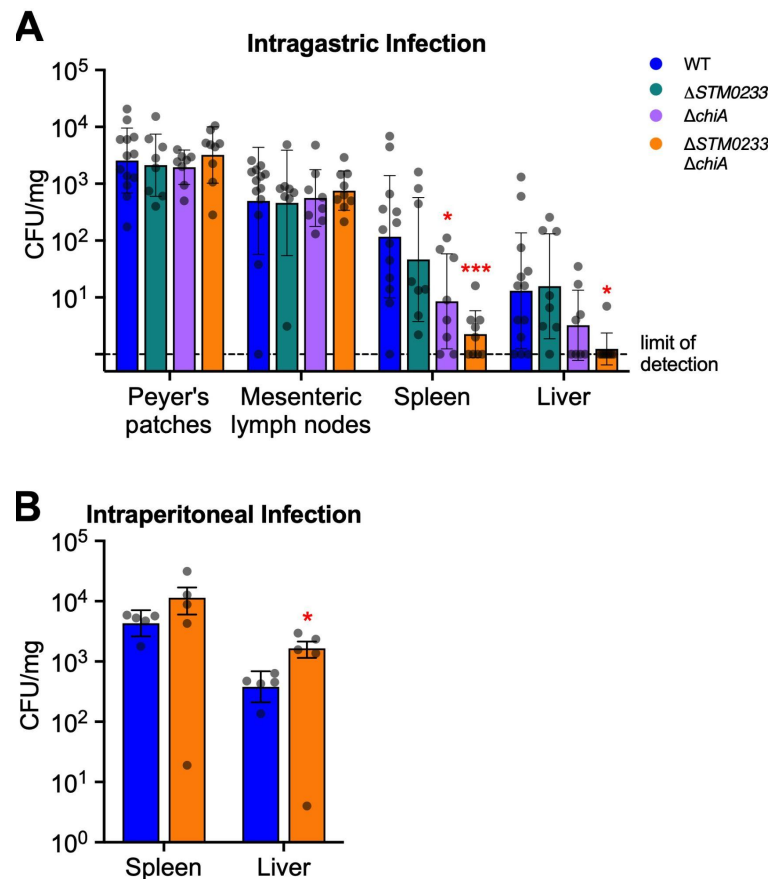 A
Intragastric Infection
10⁵
10⁴
10³
10²
10¹
CFU/mg
WT
ΔSTM0233
ΔchiA
ΔSTM0233
ΔchiA
*
***
*
limit of
detection
Peyer's
patches
Mesenteric
lymph nodes
Spleen
Liver
B
Intraperitoneal Infection
10⁵
10⁴
10³
10²
10¹
10⁰
CFU/mg
*
Spleen
Liver